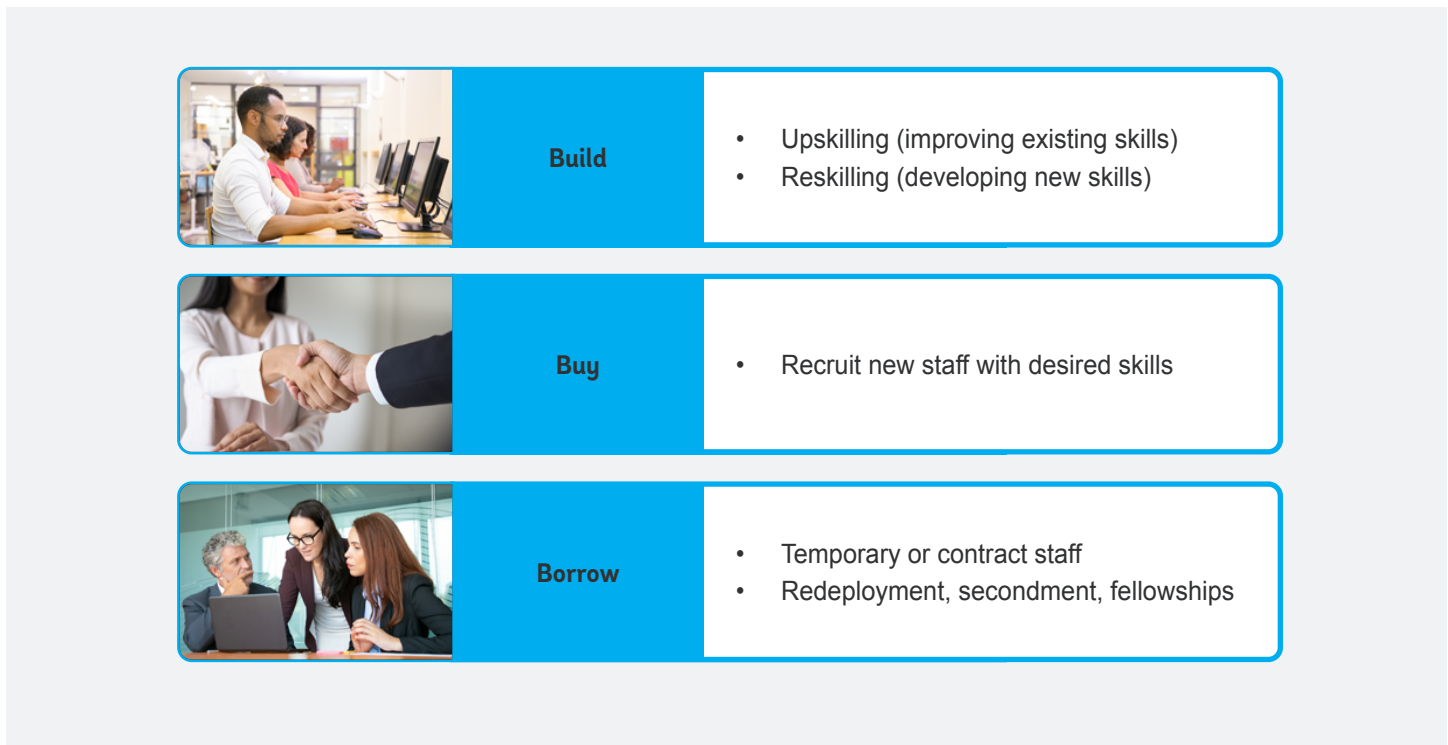 Build
• Upskilling (improving existing skills)
• Reskilling (developing new skills)
Buy
• Recruit new staff with desired skills
Borrow
• Temporary or contract staff
• Redeployment, secondment, fellowships